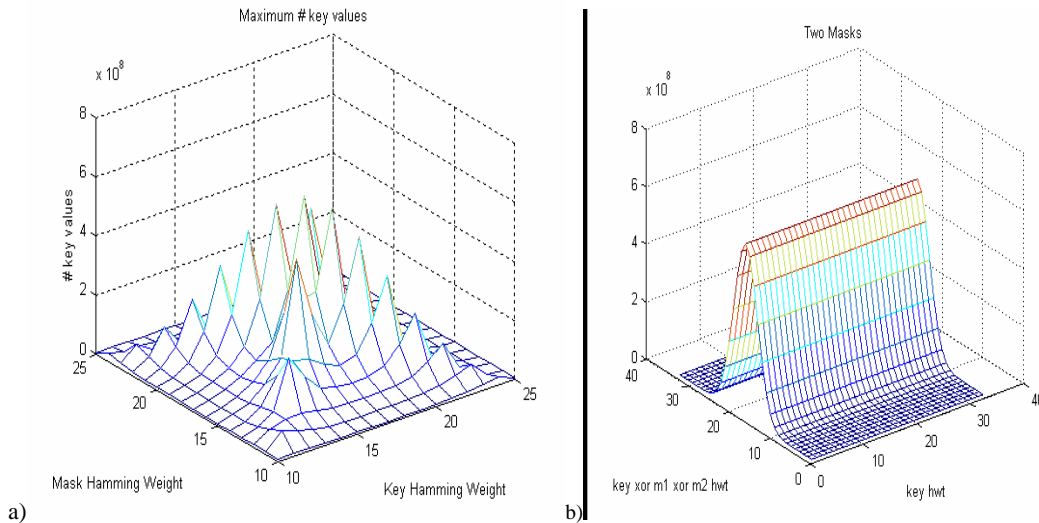 Maximum # key values
x 10^8
8
6
4
2
0
# key values
25
20
15
10
Mask Hamming Weight
10
15
20
25
Key Hamming Weight
a)
Two Masks
x 10^8
8
6
4
2
0
40
30
20
10
0
key xor m1 xor m2 hwt
0
10
20
30
40
key hwt
b)